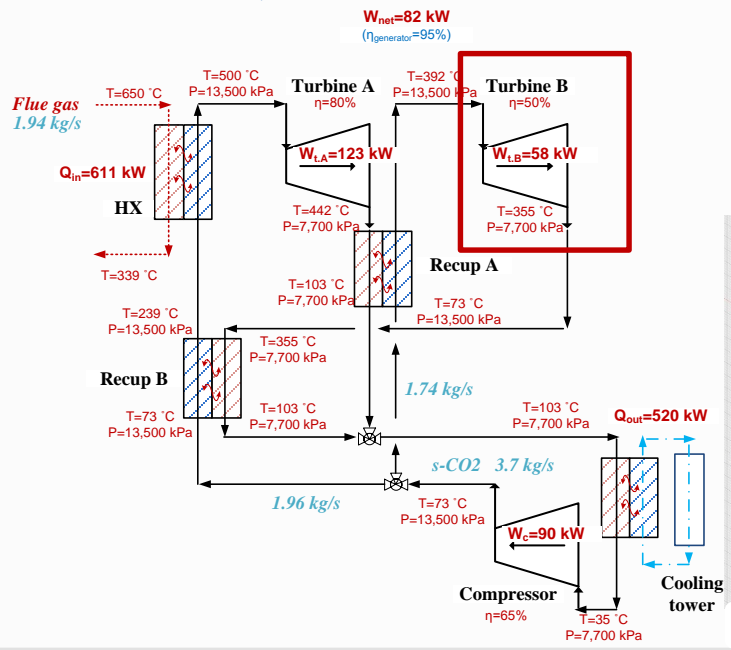 W_net=82 kW
(η_generator=95%)
T=500 ˚C
P=13,500 kPa
Turbine A
η=80%
T=392 ˚C
P=13,500 kPa
Turbine B
η=50%
Flue gas
1.94 kg/s
T=650 ˚C
Q_in=611 kW
HX
W_t.A=123 kW
W_t.B=58 kW
T=442 ˚C
P=7,700 kPa
T=355 ˚C
P=7,700 kPa
Recup A
T=339 ˚C
T=103 ˚C
P=7,700 kPa
T=73 ˚C
P=13,500 kPa
T=239 ˚C
P=13,500 kPa
T=355 ˚C
P=7,700 kPa
Recup B
1.74 kg/s
T=73 ˚C
P=13,500 kPa
T=103 ˚C
P=7,700 kPa
T=103 ˚C
P=7,700 kPa
Q_out=520 kW
s-CO2 3.7 kg/s
1.96 kg/s
T=73 ˚C
P=13,500 kPa
W_c=90 kW
Compressor
η=65%
Cooling
tower
T=35 ˚C
P=7,700 kPa